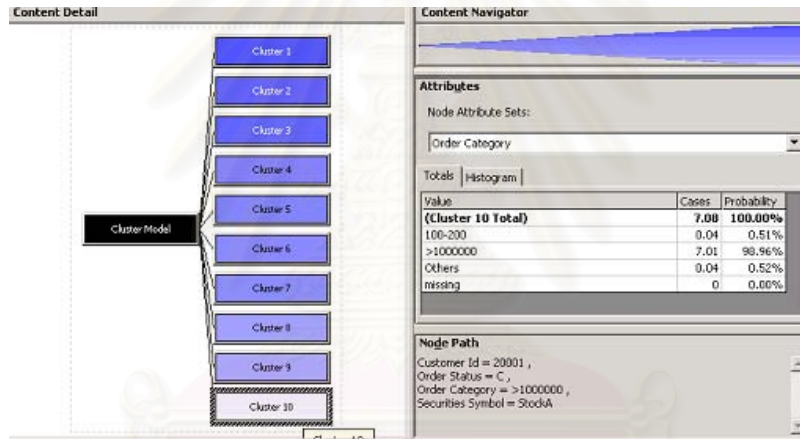 Content Detail
Cluster Model
Cluster 1
Cluster 2
Cluster 3
Cluster 4
Cluster 5
Cluster 6
Cluster 7
Cluster 8
Cluster 9
Cluster 10
Content Navigator
Attributes
Node Attribute Sets:
Order Category
Totals Histogram
Value Cases Probability
(Cluster 10 Total) 7.08 100.00%
100-200 0.04 0.51%
>1000000 7.01 98.96%
Others 0.04 0.52%
missing 0 0.00%
Node Path
Customer Id = 20001 ,
Order Status = C ,
Order Category = >1000000 ,
Securities Symbol = StockA